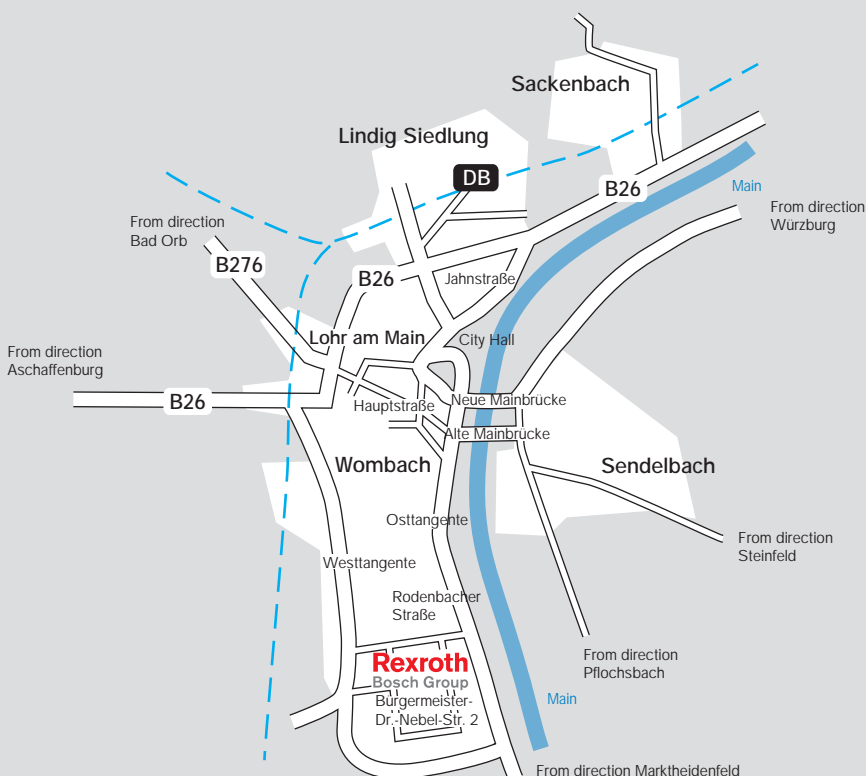 Sackenbach
Lindig Siedlung
DB
B26
Main
From direction
Würzburg
From direction
Bad Orb
B276
B26
Jahnstraße
Lohr am Main
City Hall
From direction
Aschaffenburg
B26
Hauptstraße
Neue Mainbrücke
Alte Mainbrücke
Wombach
Sendelbach
Osttangente
From direction
Steinfeld
Westtangente
Rodenbacher
Straße
From direction
Pflochsbach
Rexroth
Bosch Group
Bürgermeister-
Dr.-Nebel-Str. 2
Main
From direction Marktheidenfeld